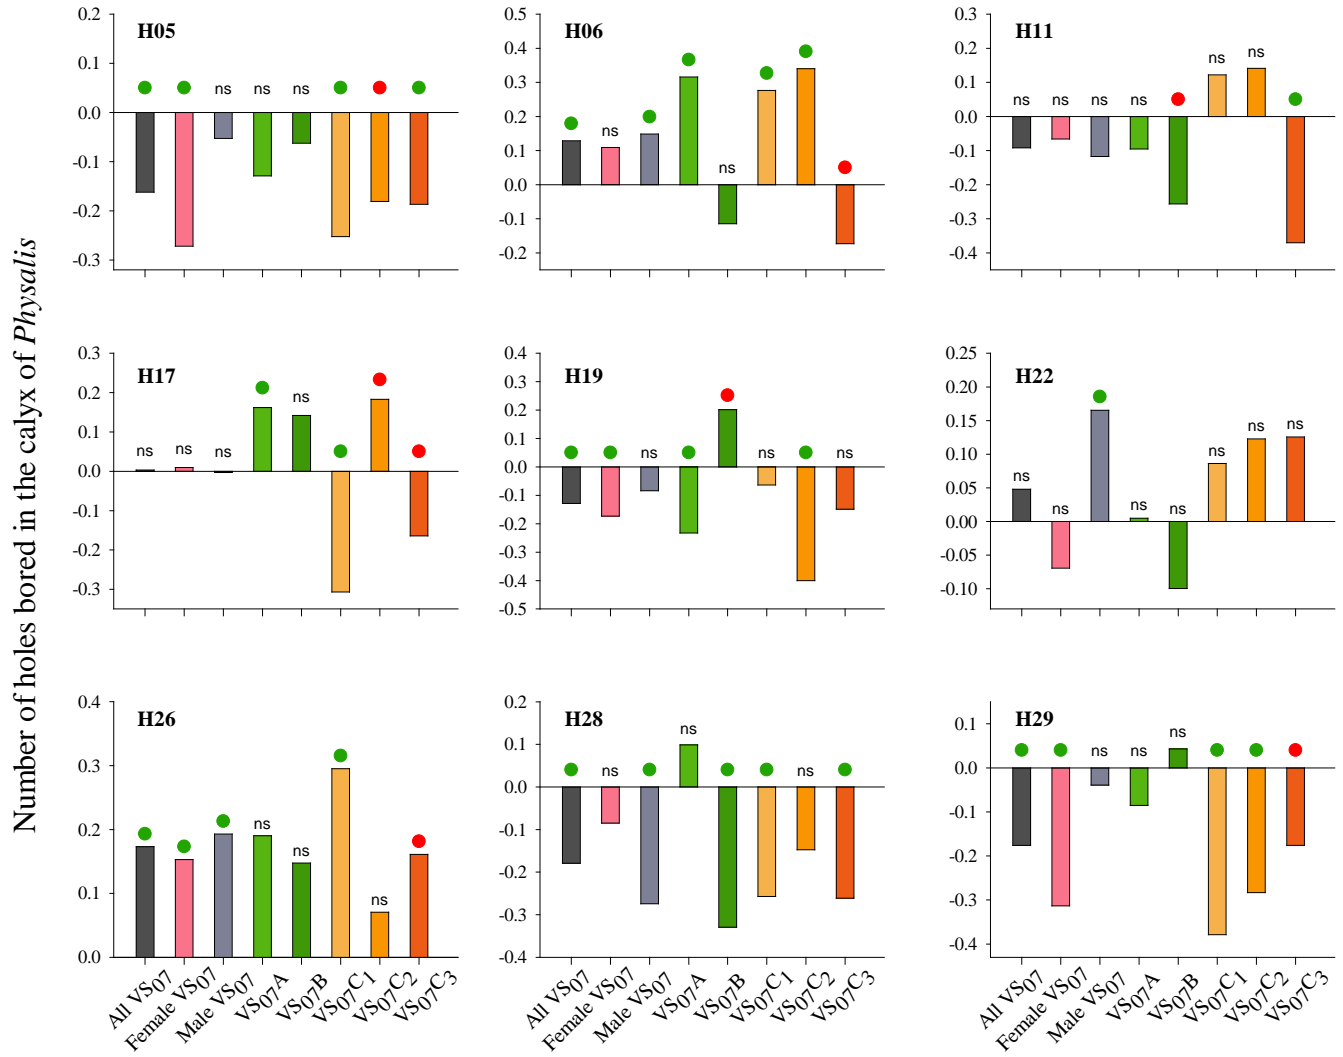 Number of holes bored in the calyx of Physalis
H05
0.2
0.1
0.0
-0.1
-0.2
-0.3
ns ns ns
H06
0.5
0.4
0.3
0.2
0.1
0.0
-0.1
-0.2
ns ns
H11
0.3
0.2
0.1
0.0
-0.1
-0.2
-0.3
-0.4
ns ns ns ns ns ns
H17
0.3
0.2
0.1
0.0
-0.1
-0.2
-0.3
ns ns ns ns
H19
0.4
0.3
0.2
0.1
0.0
-0.1
-0.2
-0.3
-0.4
-0.5
ns ns ns
H22
0.25
0.20
0.15
0.10
0.05
0.00
-0.05
-0.10
ns ns ns ns ns ns ns
H26
0.4
0.3
0.2
0.1
0.0
ns ns ns
All VS07
Female VS07
Male VS07
VS07A
VS07B
VS07C1
VS07C2
VS07C3
H28
0.2
0.1
0.0
-0.1
-0.2
-0.3
-0.4
ns ns ns
All VS07
Female VS07
Male VS07
VS07A
VS07B
VS07C1
VS07C2
VS07C3
H29
0.1
0.0
-0.1
-0.2
-0.3
-0.4
ns ns ns
All VS07
Female VS07
Male VS07
VS07A
VS07B
VS07C1
VS07C2
VS07C3